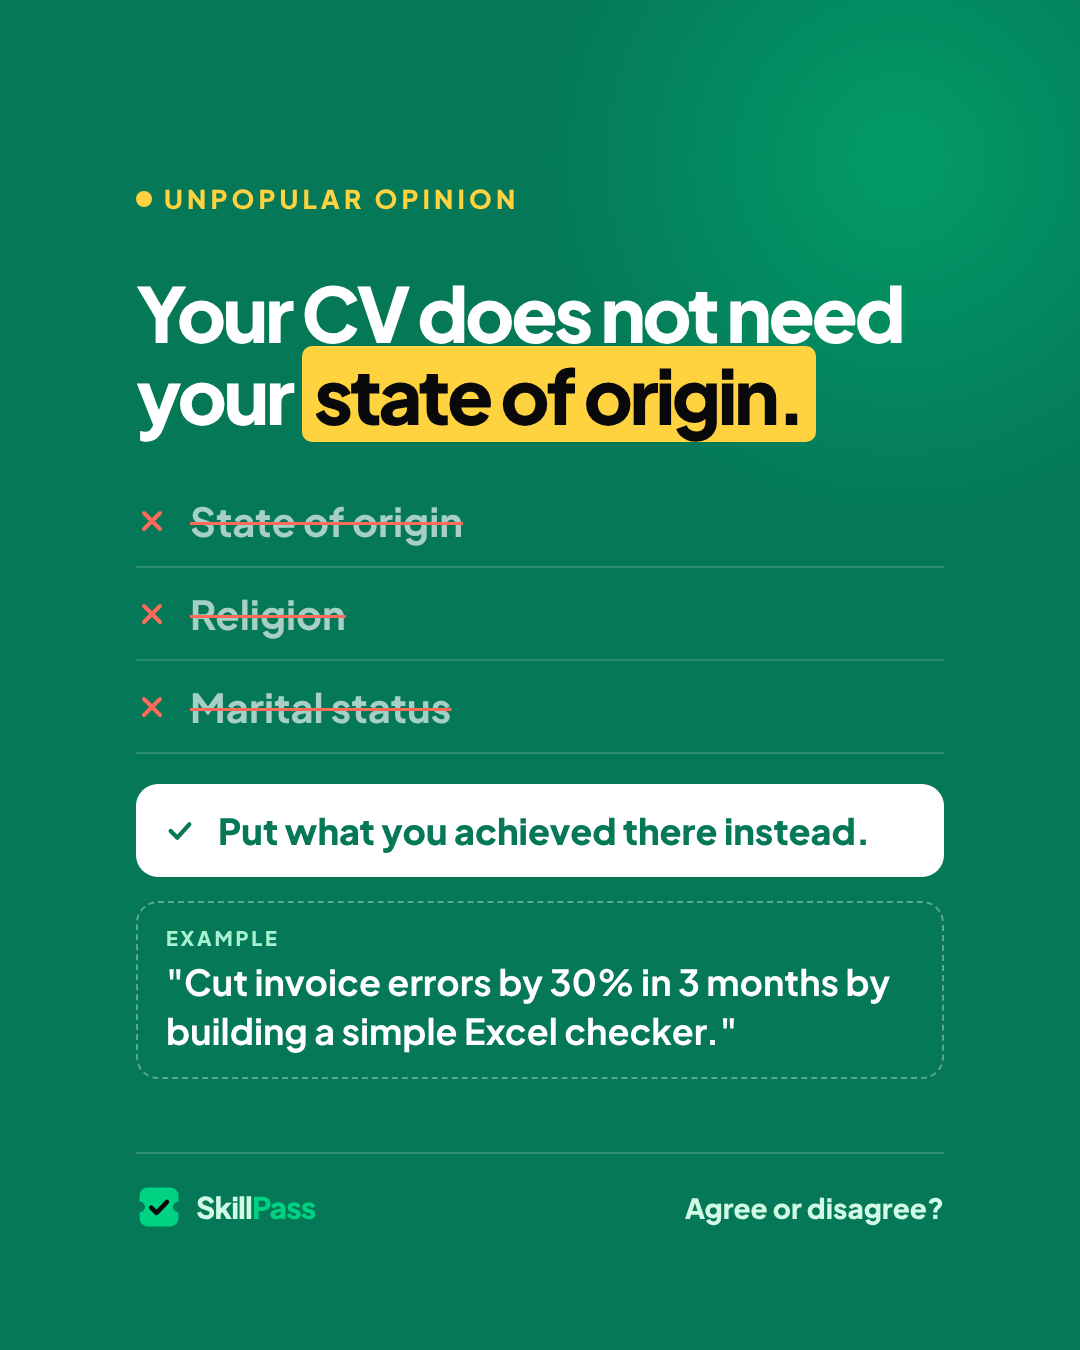 UNPOPULAR OPINION
Your CV does not need
your state of origin.
State of origin
Religion
Marital status
Put what you achieved there instead.
EXAMPLE
"Cut invoice errors by 30% in 3 months by
building a simple Excel checker."
SkillPass
Agree or disagree?